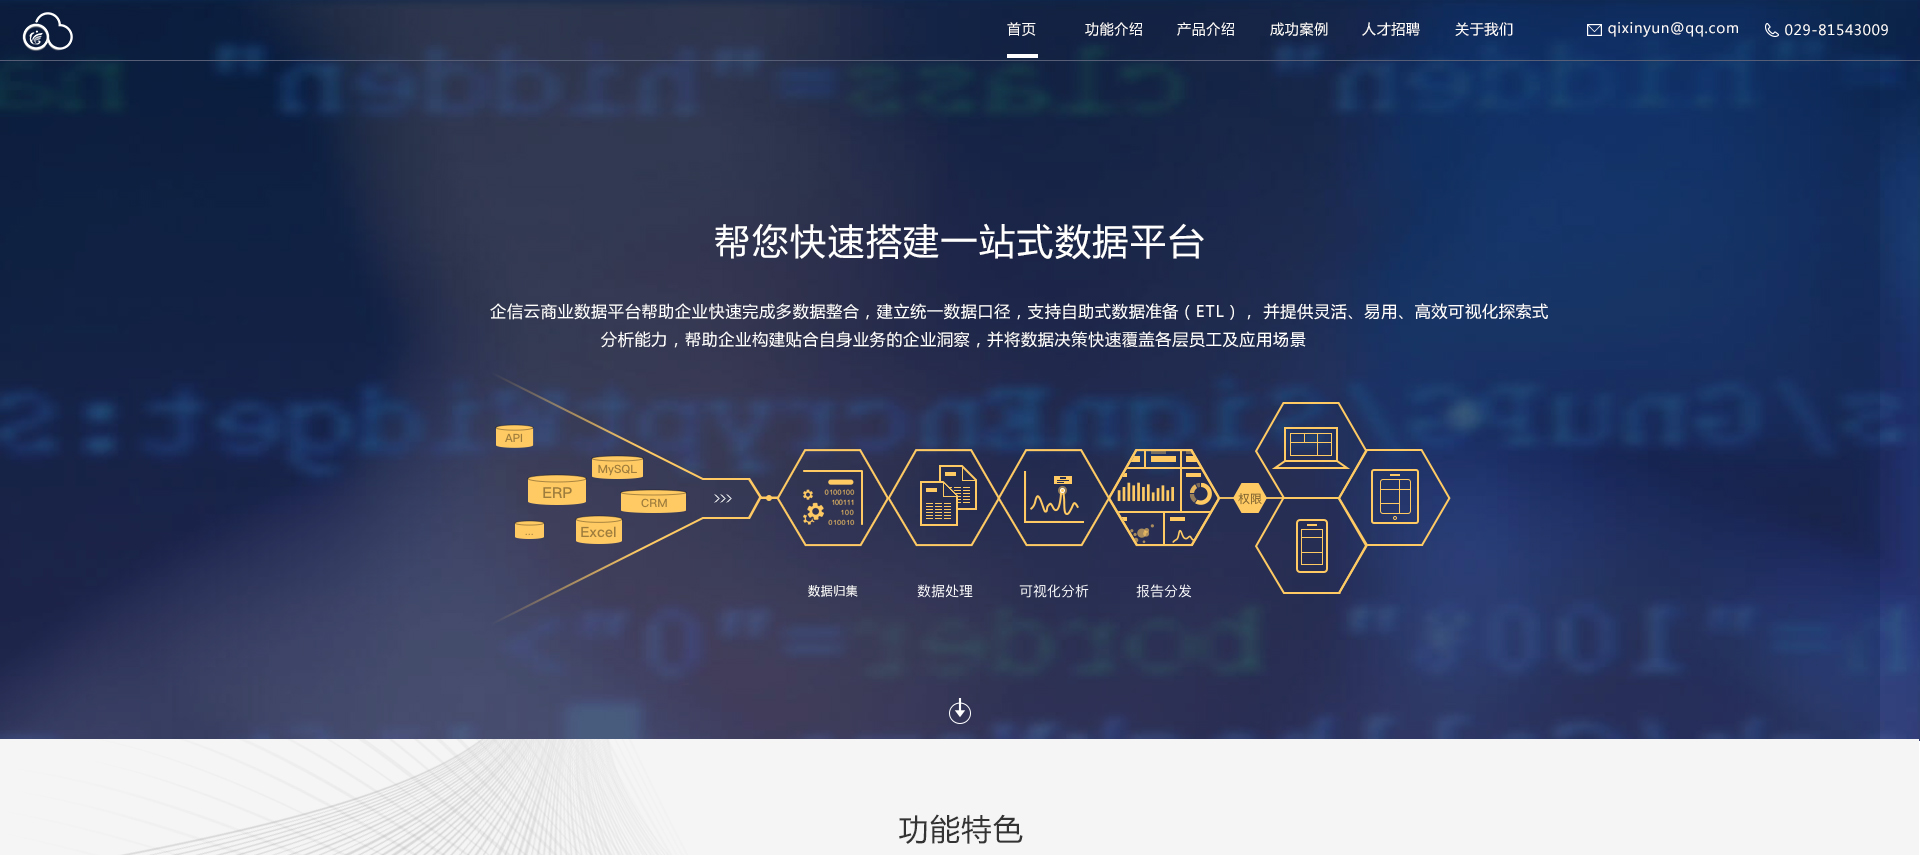 首页 功能介绍 产品介绍 成功案例 人才招聘 关于我们 qixinyun@qq.com 029-81543009
帮您快速搭建一站式数据平台
企信云商业数据平台帮助企业快速完成多数据整合，建立统一数据口径，支持自助式数据准备（ETL）， 并提供灵活、易用、高效可视化探索式
分析能力，帮助企业构建贴合自身业务的企业洞察，并将数据决策快速覆盖各层员工及应用场景
API
MySQL
ERP
CRM
...
Excel
>>>
0100100
100111
100
010010
权限
数据归集 数据处理 可视化分析 报告分发
功能特色